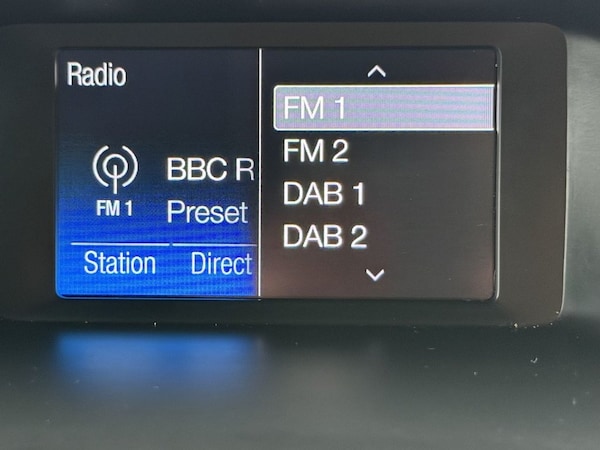 Radio
BBC R
FM 1
Preset
Station Direct
FM 1
FM 2
DAB 1
DAB 2